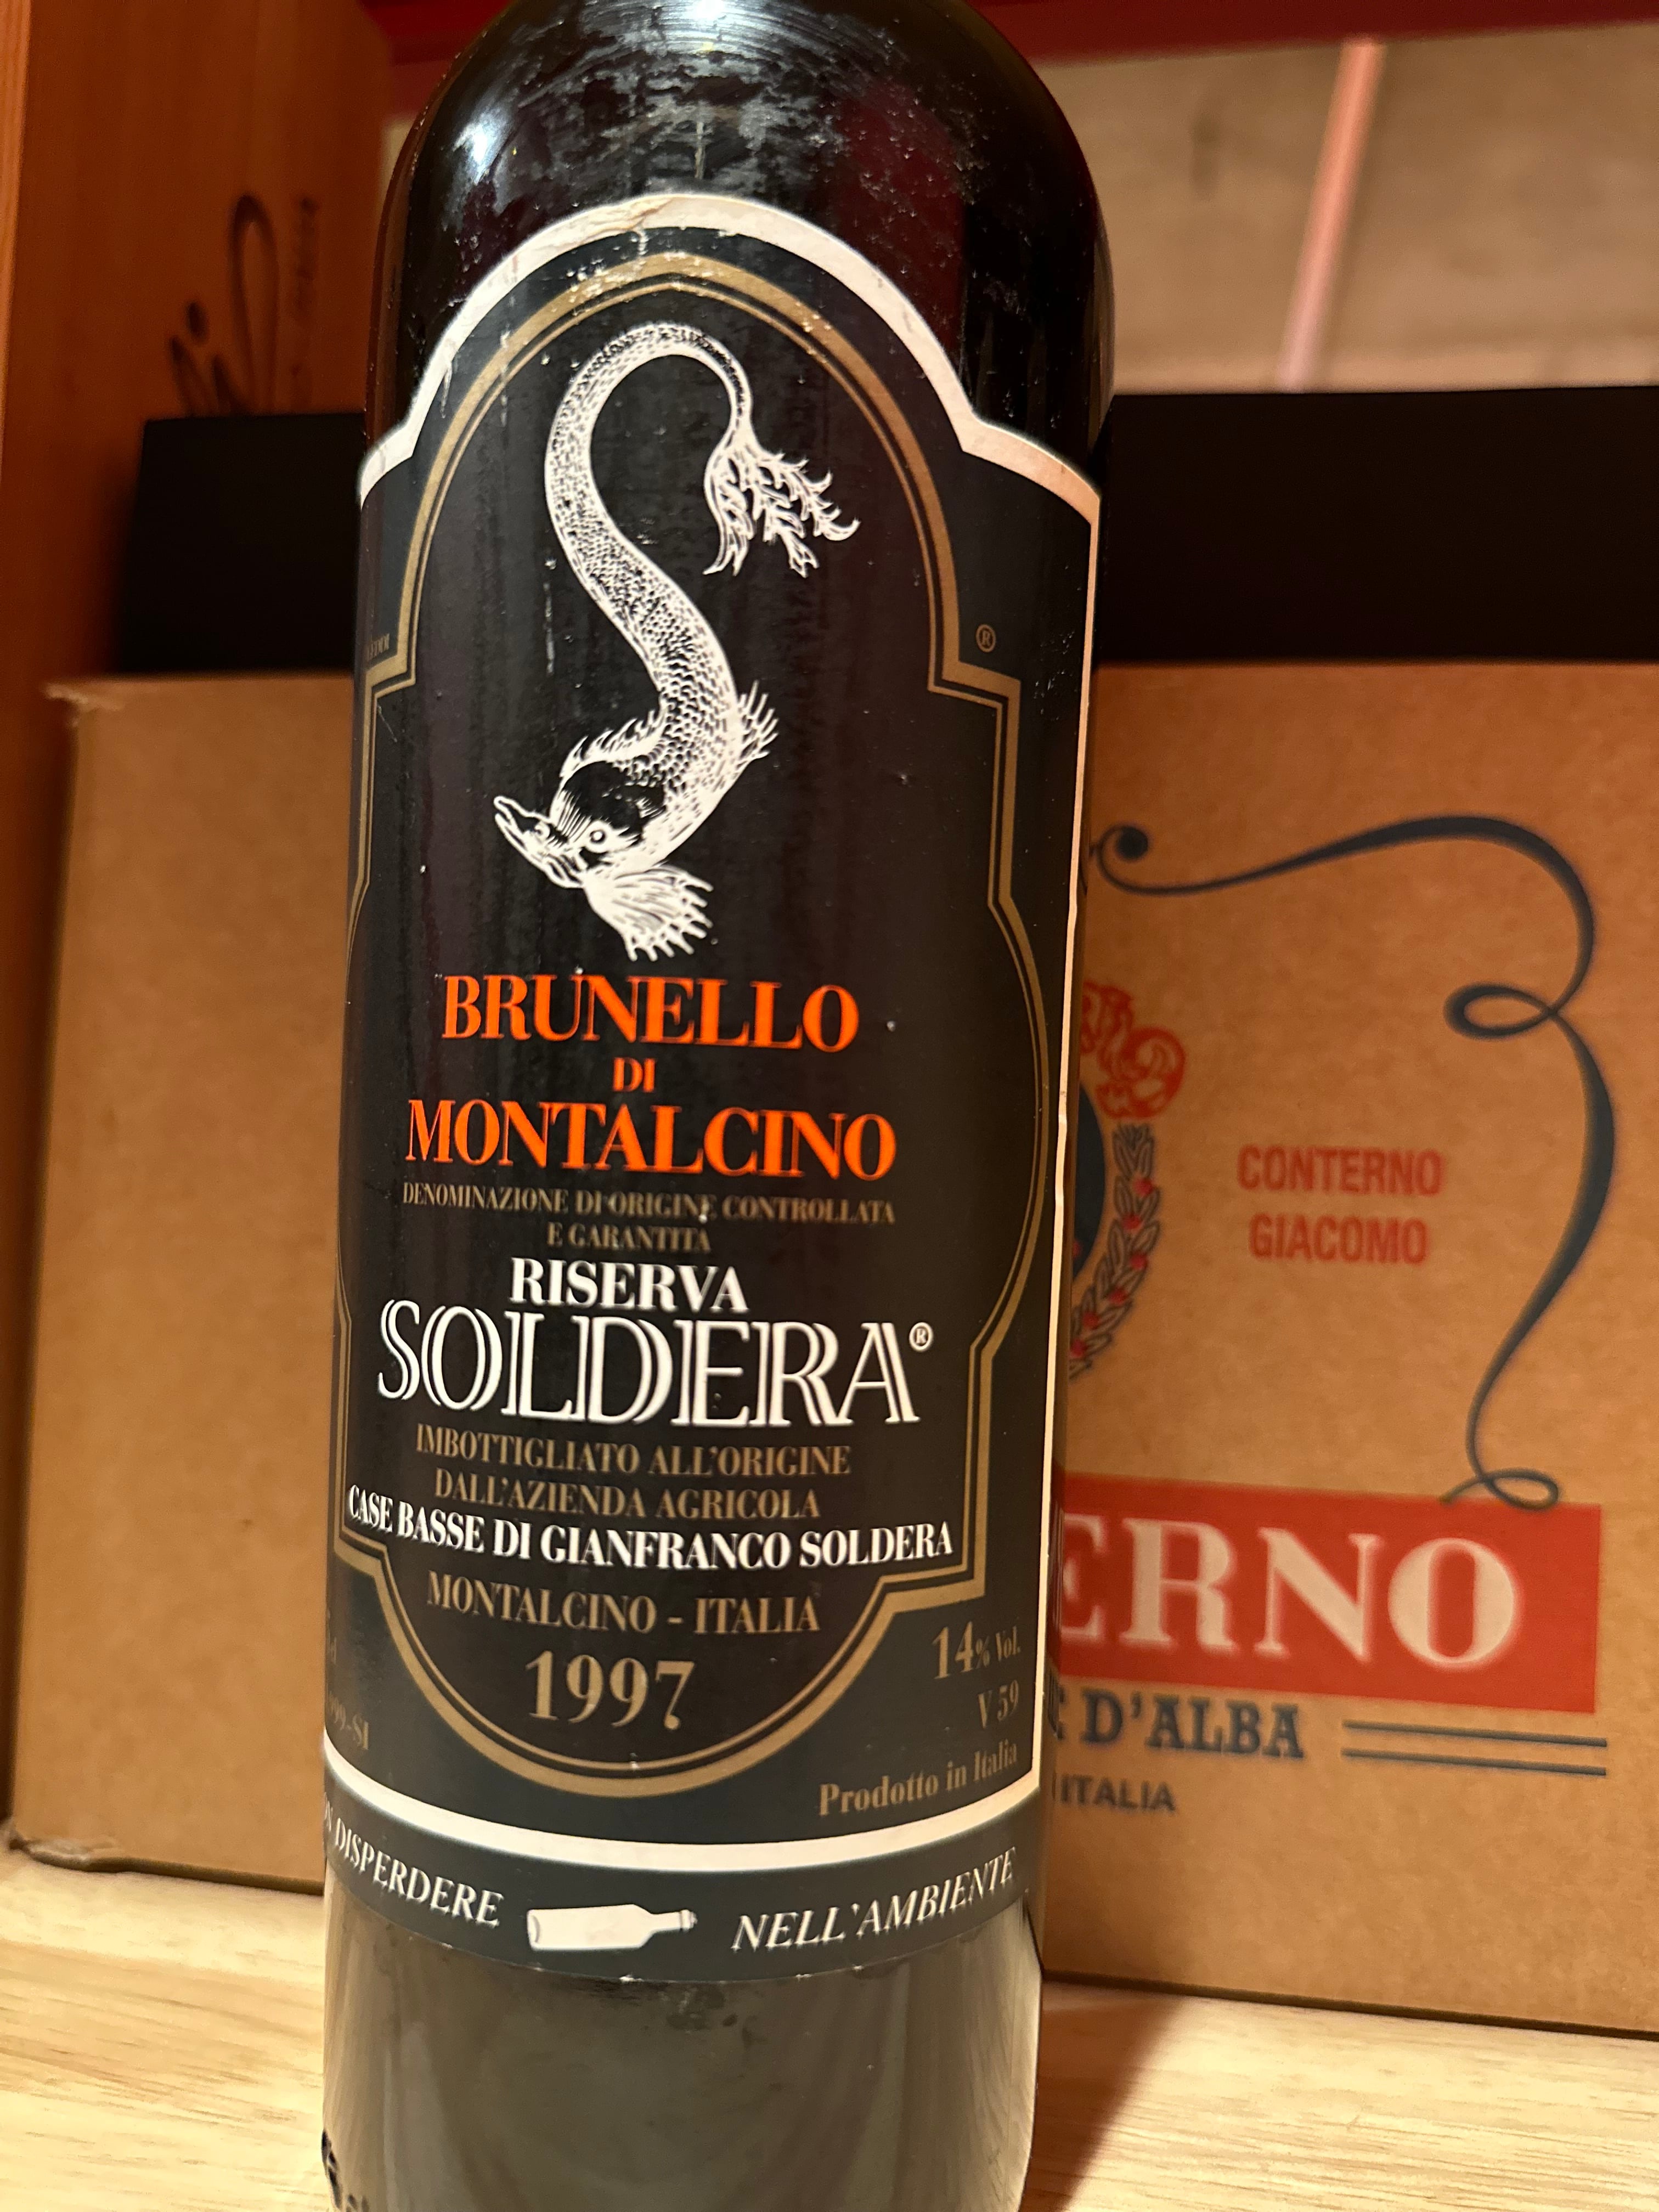 ®
BRUNELLO
DI
MONTALCINO
DENOMINAZIONE DI ORIGINE CONTROLLATA
E GARANTITA
RISERVA
SOLDERA®
IMBOTTIGLIATO ALL'ORIGINE
DALL'AZIENDA AGRICOLA
CASE BASSE DI GIANFRANCO SOLDERA
MONTALCINO - ITALIA
1997
14% Vol.
V 59
Prodotto in Italia
DISPERDERE NELL'AMBIENTE
CONTERNO
GIACOMO
ERNO
D'ALBA
ITALIA